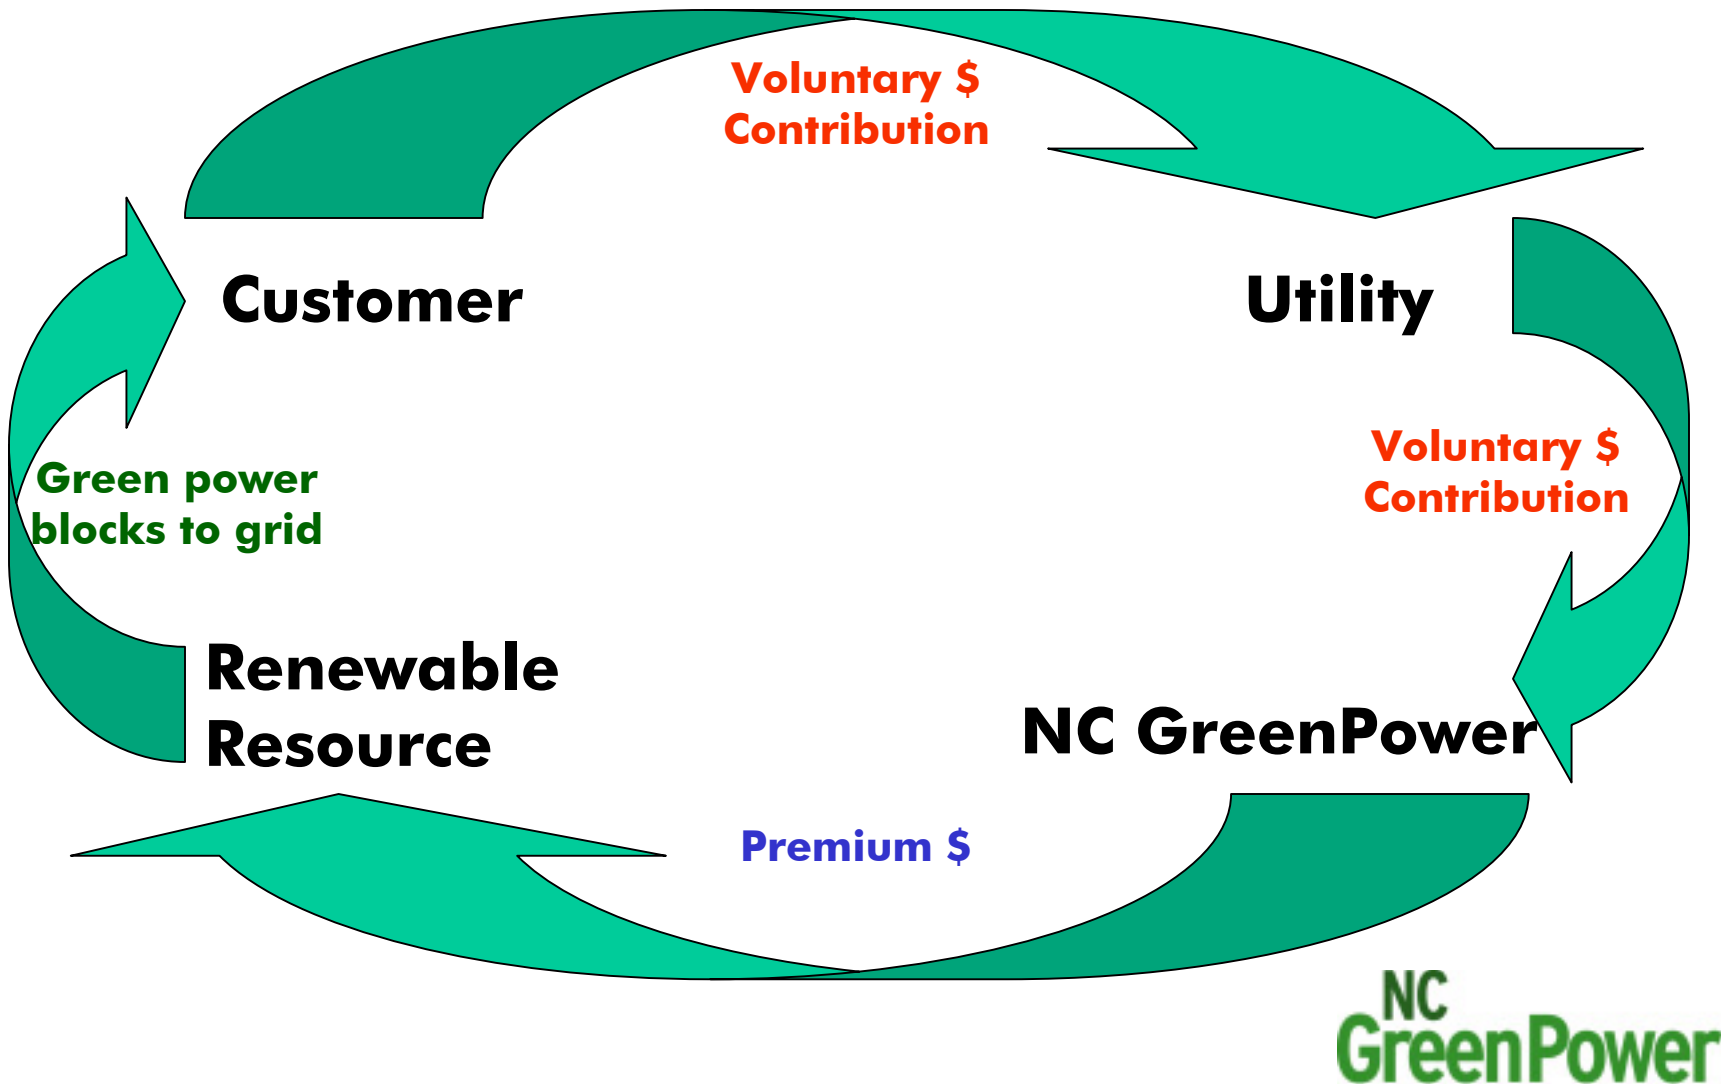 Voluntary $
Contribution
Customer
Utility
Voluntary $
Contribution
Green power
blocks to grid
Renewable
Resource
NC GreenPower
Premium $
NC
GreenPower